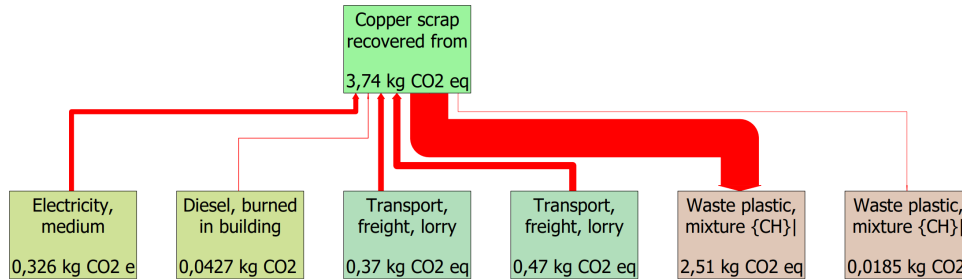 Copper scrap
recovered from
3,74 kg CO2 eq
Electricity,
medium
0,326 kg CO2 e
Diesel, burned
in building
0,0427 kg CO2
Transport,
freight, lorry
0,37 kg CO2 eq
Transport,
freight, lorry
0,47 kg CO2 eq
Waste plastic,
mixture {CH}|
2,51 kg CO2 eq
Waste plastic,
mixture {CH}|
0,0185 kg CO2